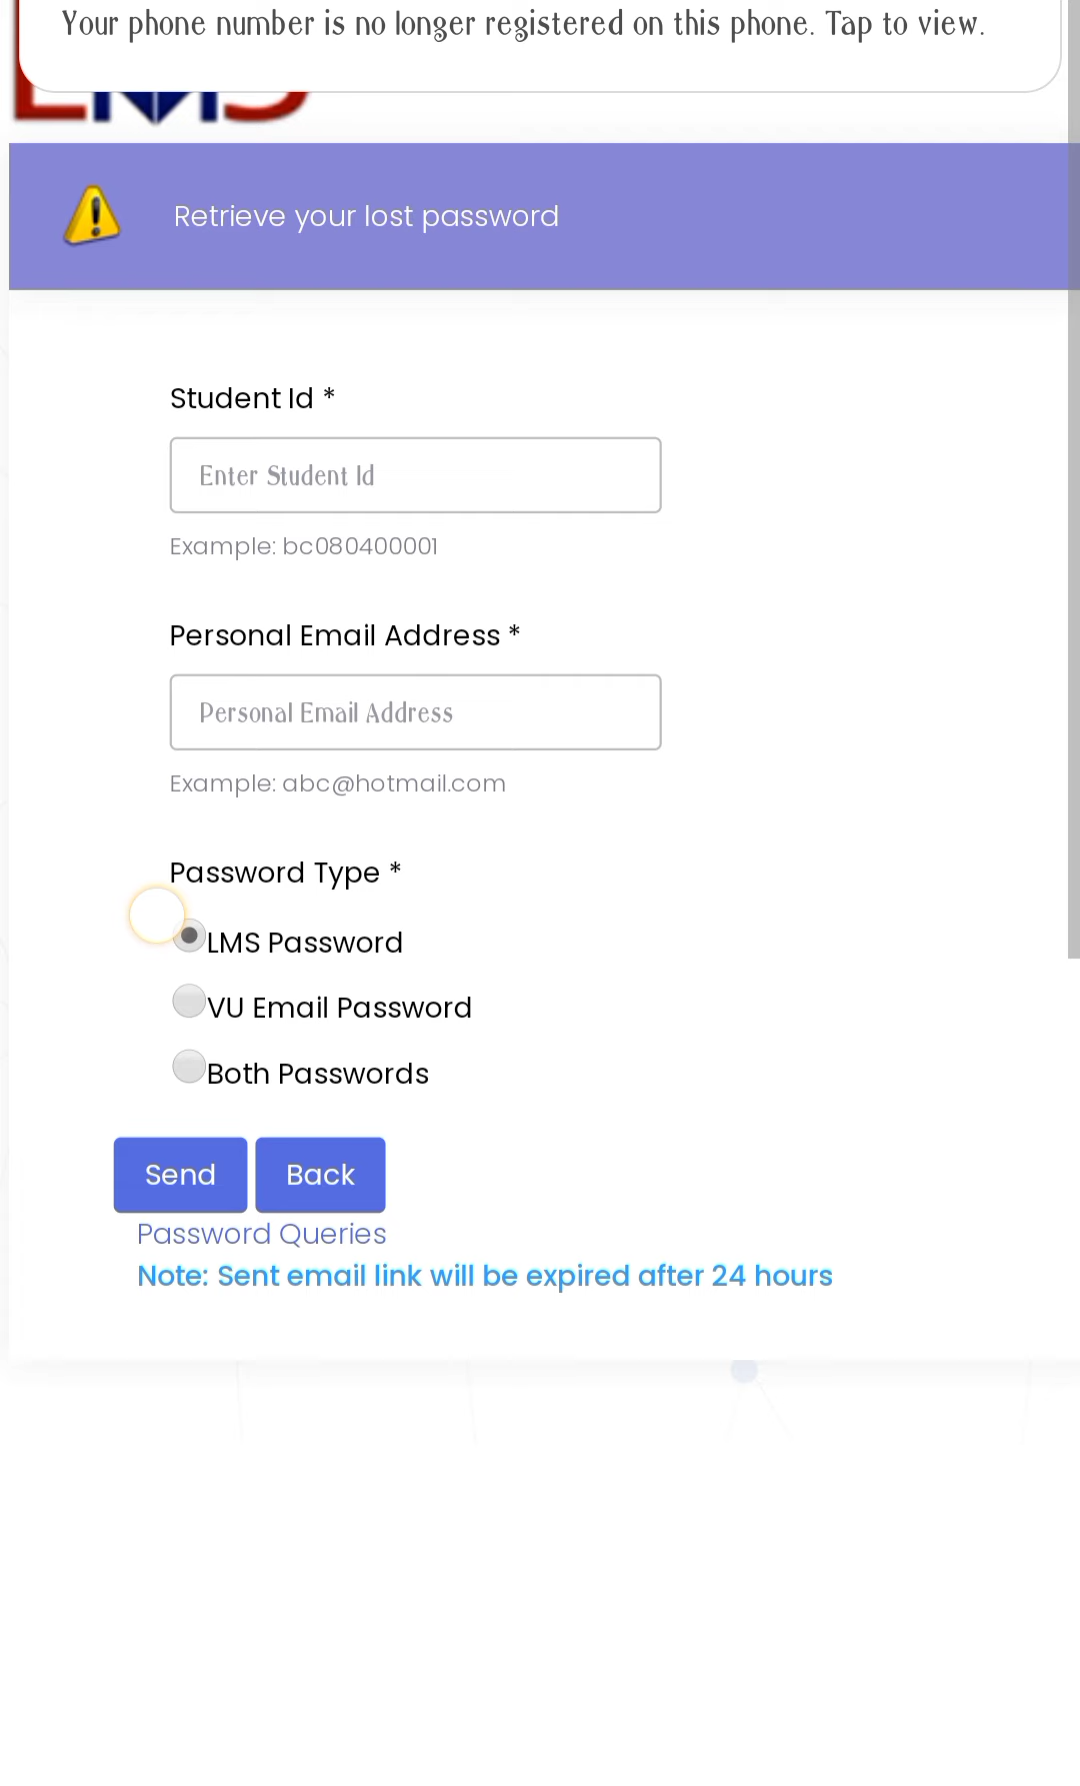 Your phone number is no longer registered on this phone. Tap to view.
LMS
Retrieve your lost password
Student Id *
Enter Student Id
Example: bc080400001
Personal Email Address *
Personal Email Address
Example: abc@hotmail.com
Password Type *
LMS Password
VU Email Password
Both Passwords
Send Back
Password Queries
Note: Sent email link will be expired after 24 hours